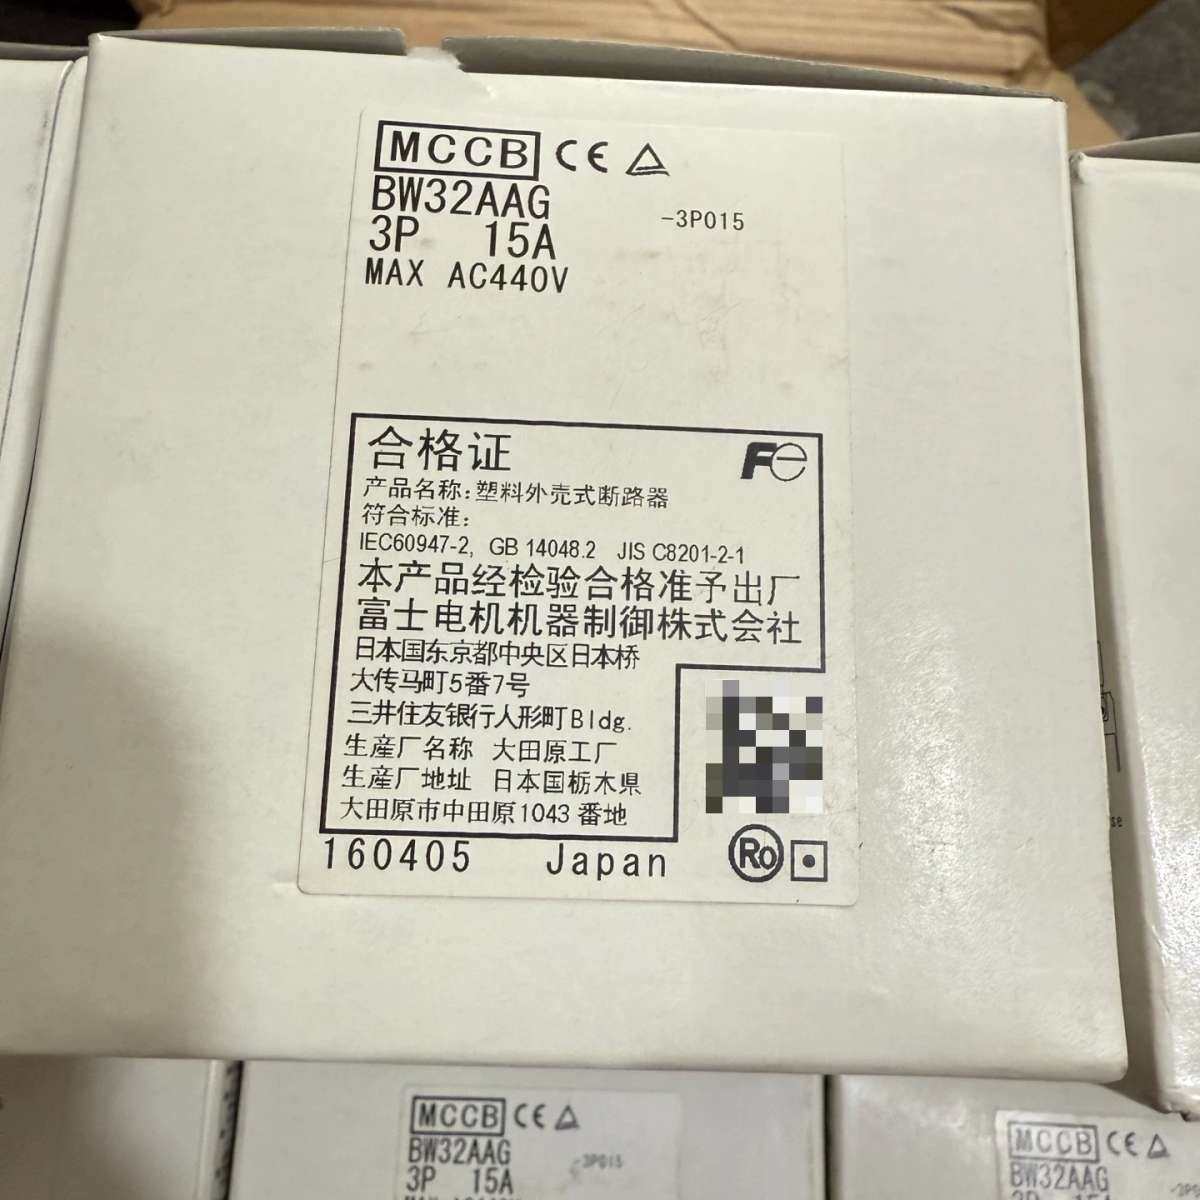 MCCB CE
BW32AAG -3P015
3P 15A
MAX AC440V
合格证 Fe
产品名称:塑料外壳式断路器
符合标准:
IEC60947-2, GB 14048.2 JIS C8201-2-1
本产品经检验合格准予出厂
富士电机机器制御株式会社
日本国东京都中央区日本桥
大传马町5番7号
三井住友银行人形町Bldg.
生産厂名称 大田原工厂
生産厂地址 日本国栃木県
大田原市中田原1043番地
160405 Japan Ro
MCCB CE
BW32AAG -3P015
3P 15A
MCCB CE
BW32AAG